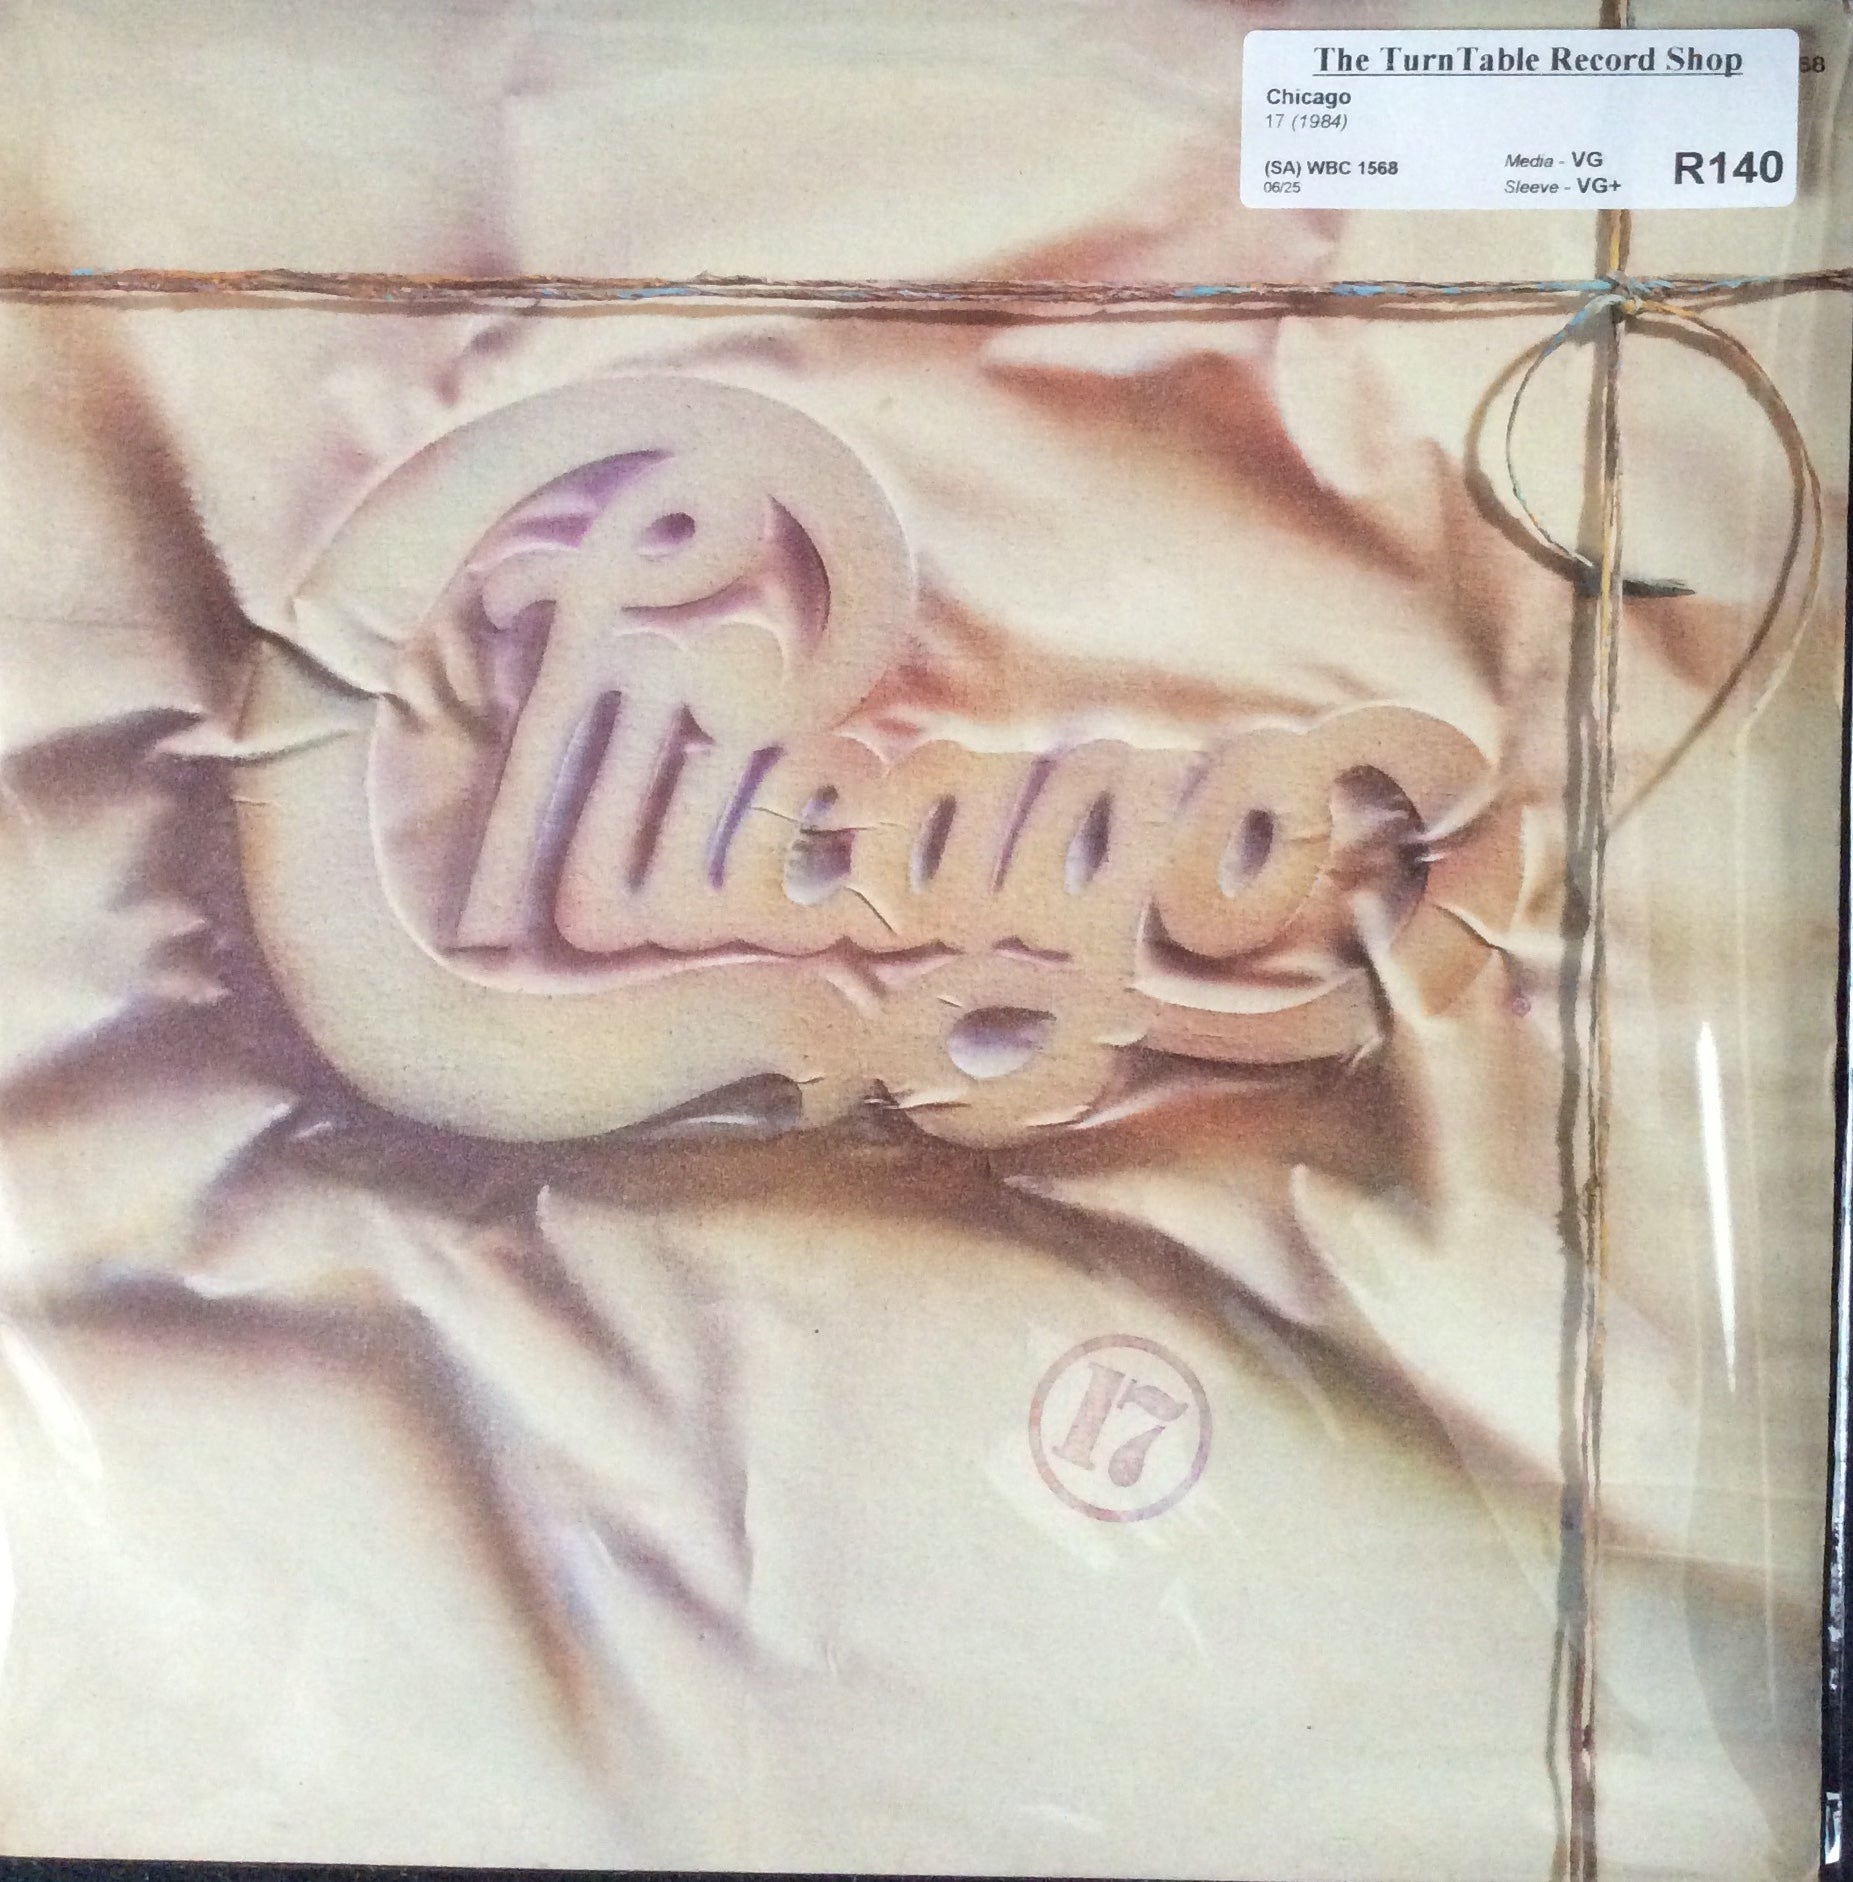 The TurnTable Record Shop
Chicago
17 (1984)
(SA) WBC 1568
06/25
Media - VG
Sleeve - VG+
R140
68
Chicago
17